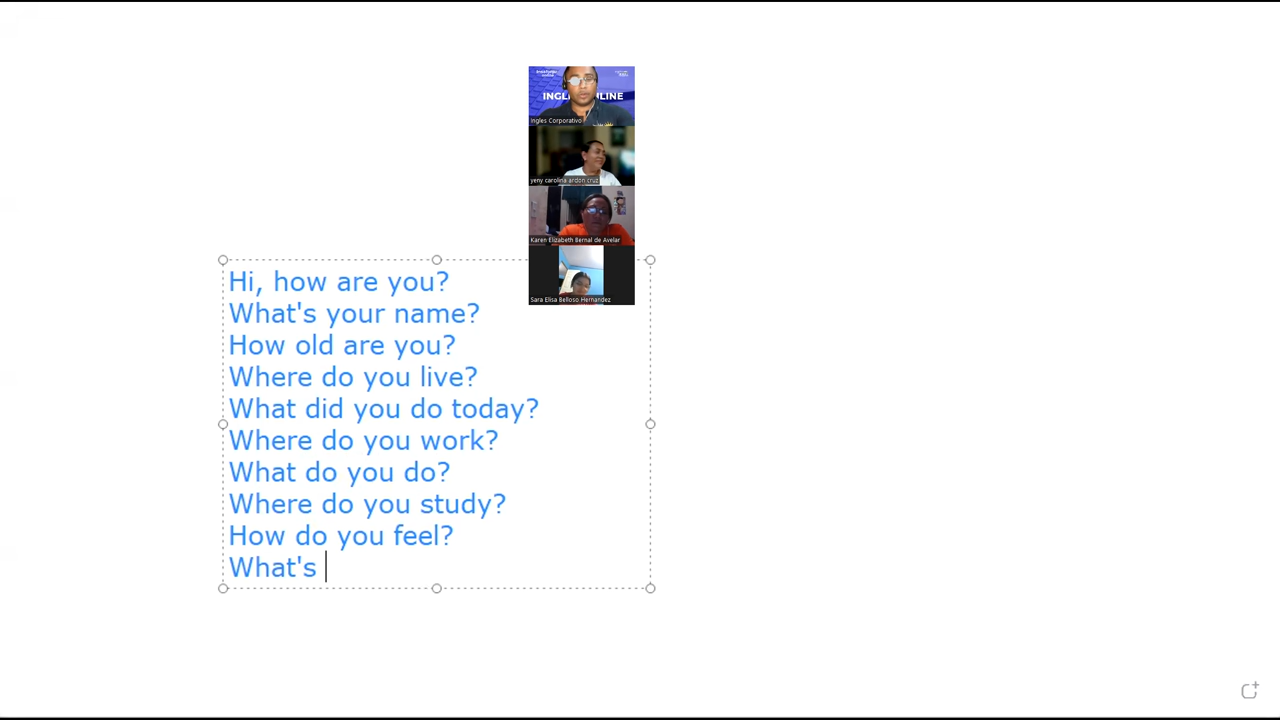 INGL LINE
Ingles Corporativo
yeny carolina ardon cruz
Karen Elizabeth Bernal de Avelar
Sara Elisa Belloso Hernandez
Hi, how are you?
What's your name?
How old are you?
Where do you live?
What did you do today?
Where do you work?
What do you do?
Where do you study?
How do you feel?
What's